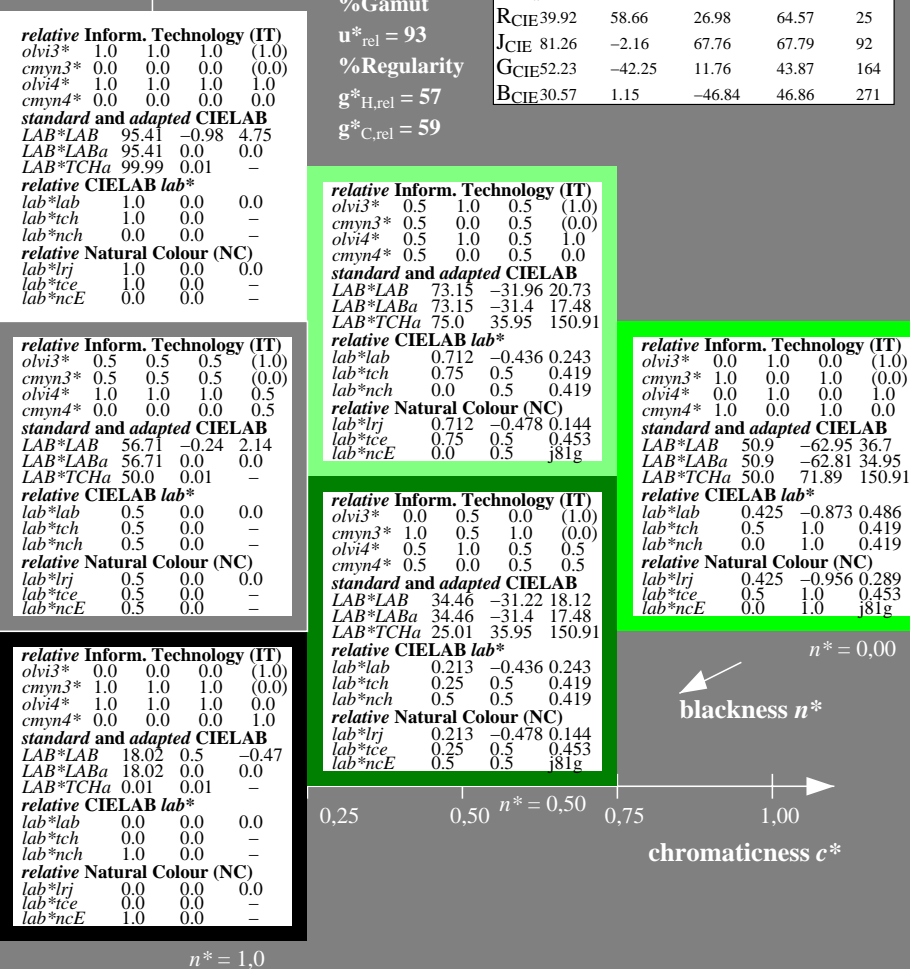 %Gamut
u*rel = 93
%Regularity
g*H,rel = 57
g*C,rel = 59
RCIE 39.92 58.66 26.98 64.57 25
JCIE 81.26 −2.16 67.76 67.79 92
GCIE 52.23 −42.25 11.76 43.87 164
BCIE 30.57 1.15 −46.84 46.86 271
relative Inform. Technology (IT)
olvi3* 1.0 1.0 1.0 (1.0)
cmyn3* 0.0 0.0 0.0 (0.0)
olvi4* 1.0 1.0 1.0 1.0
cmyn4* 0.0 0.0 0.0 0.0
standard and adapted CIELAB
LAB*LAB 95.41 −0.98 4.75
LAB*LABa 95.41 0.0 0.0
LAB*TCHa 99.99 0.01 –
relative CIELAB lab*
lab*lab 1.0 0.0 0.0
lab*tch 1.0 0.0 –
lab*nch 0.0 0.0 –
relative Natural Colour (NC)
lab*lrj 1.0 0.0 0.0
lab*tce 1.0 0.0 –
lab*ncE 0.0 0.0 –
relative Inform. Technology (IT)
olvi3* 0.5 1.0 0.5 (1.0)
cmyn3* 0.5 0.0 0.5 (0.0)
olvi4* 0.5 1.0 0.5 1.0
cmyn4* 0.5 0.0 0.5 0.0
standard and adapted CIELAB
LAB*LAB 73.15 −31.96 20.73
LAB*LABa 73.15 −31.4 17.48
LAB*TCHa 75.0 35.95 150.91
relative CIELAB lab*
lab*lab 0.712 −0.436 0.243
lab*tch 0.75 0.5 0.419
lab*nch 0.0 0.5 0.419
relative Natural Colour (NC)
lab*lrj 0.712 −0.478 0.144
lab*tce 0.75 0.5 0.453
lab*ncE 0.0 0.5 j81g
relative Inform. Technology (IT)
olvi3* 0.5 0.5 0.5 (1.0)
cmyn3* 0.5 0.5 0.5 (0.0)
olvi4* 1.0 1.0 1.0 0.5
cmyn4* 0.0 0.0 0.0 0.5
standard and adapted CIELAB
LAB*LAB 56.71 −0.24 2.14
LAB*LABa 56.71 0.0 0.0
LAB*TCHa 50.0 0.01 –
relative CIELAB lab*
lab*lab 0.5 0.0 0.0
lab*tch 0.5 0.0 –
lab*nch 0.5 0.0 –
relative Natural Colour (NC)
lab*lrj 0.5 0.0 0.0
lab*tce 0.5 0.0 –
lab*ncE 0.5 0.0 –
relative Inform. Technology (IT)
olvi3* 0.0 1.0 0.0 (1.0)
cmyn3* 1.0 0.0 1.0 (0.0)
olvi4* 0.0 1.0 0.0 1.0
cmyn4* 1.0 0.0 1.0 0.0
standard and adapted CIELAB
LAB*LAB 50.9 −62.95 36.7
LAB*LABa 50.9 −62.81 34.95
LAB*TCHa 50.0 71.89 150.91
relative CIELAB lab*
lab*lab 0.425 −0.873 0.486
lab*tch 0.5 1.0 0.419
lab*nch 0.0 1.0 0.419
relative Natural Colour (NC)
lab*lrj 0.425 −0.956 0.289
lab*tce 0.5 1.0 0.453
lab*ncE 0.0 1.0 j81g
relative Inform. Technology (IT)
olvi3* 0.0 0.5 0.0 (1.0)
cmyn3* 1.0 0.5 1.0 (0.0)
olvi4* 0.5 1.0 0.5 0.5
cmyn4* 0.5 0.0 0.5 0.5
standard and adapted CIELAB
LAB*LAB 34.46 −31.22 18.12
LAB*LABa 34.46 −31.4 17.48
LAB*TCHa 25.01 35.95 150.91
relative CIELAB lab*
lab*lab 0.213 −0.436 0.243
lab*tch 0.25 0.5 0.419
lab*nch 0.5 0.5 0.419
relative Natural Colour (NC)
lab*lrj 0.213 −0.478 0.144
lab*tce 0.25 0.5 0.453
lab*ncE 0.5 0.5 j81g
n* = 0,00
blackness n*
relative Inform. Technology (IT)
olvi3* 0.0 0.0 0.0 (1.0)
cmyn3* 1.0 1.0 1.0 (0.0)
olvi4* 1.0 1.0 1.0 0.0
cmyn4* 0.0 0.0 0.0 1.0
standard and adapted CIELAB
LAB*LAB 18.02 0.5 −0.47
LAB*LABa 18.02 0.0 0.0
LAB*TCHa 0.01 0.01 –
relative CIELAB lab*
lab*lab 0.0 0.0 0.0
lab*tch 0.0 0.0 –
lab*nch 1.0 0.0 –
relative Natural Colour (NC)
lab*lrj 0.0 0.0 0.0
lab*tce 0.0 0.0 –
lab*ncE 1.0 0.0 –
0,25 0,50 n* = 0,50 0,75 1,00
chromaticness c*
n* = 1,0